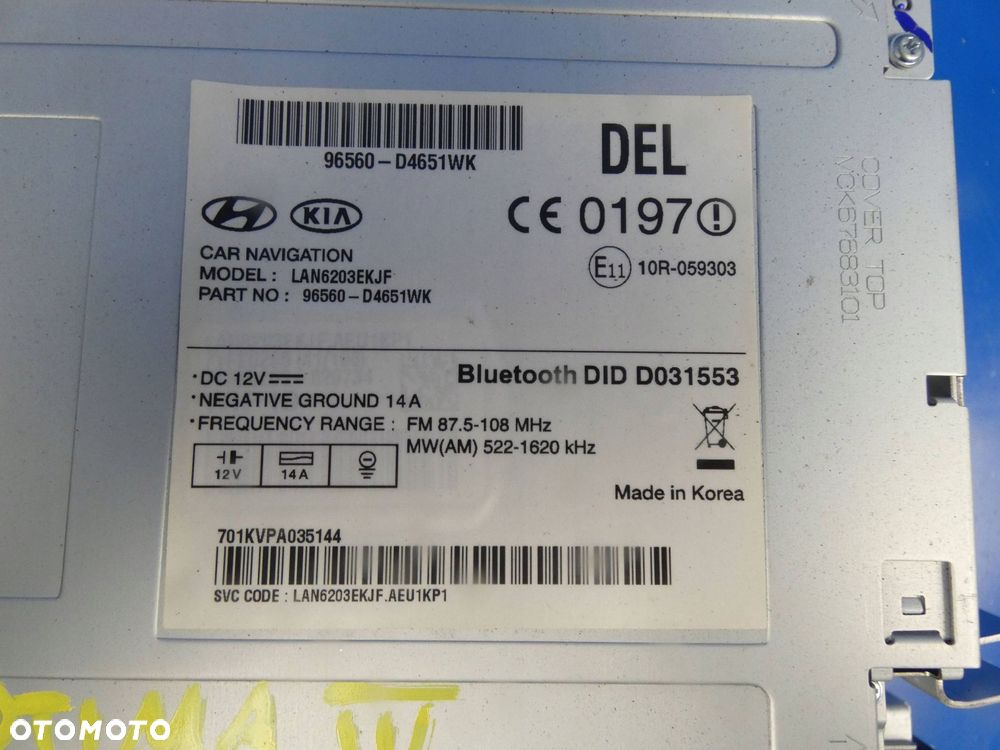 96560-D4651WK
DEL
KIA
CE 0197
E11 10R-059303
CAR NAVIGATION
MODEL : LAN6203EKJF
PART NO : 96560-D4651WK
COVER TOP
MCK67683101
Bluetooth DID D031553
•DC 12V
•NEGATIVE GROUND 14A
•FREQUENCY RANGE : FM 87.5-108 MHz
MW(AM) 522-1620 kHz
12V
14A
Made in Korea
701KVPA035144
SVC CODE : LAN6203EKJF.AEU1KP1
IV
OTOMOTO